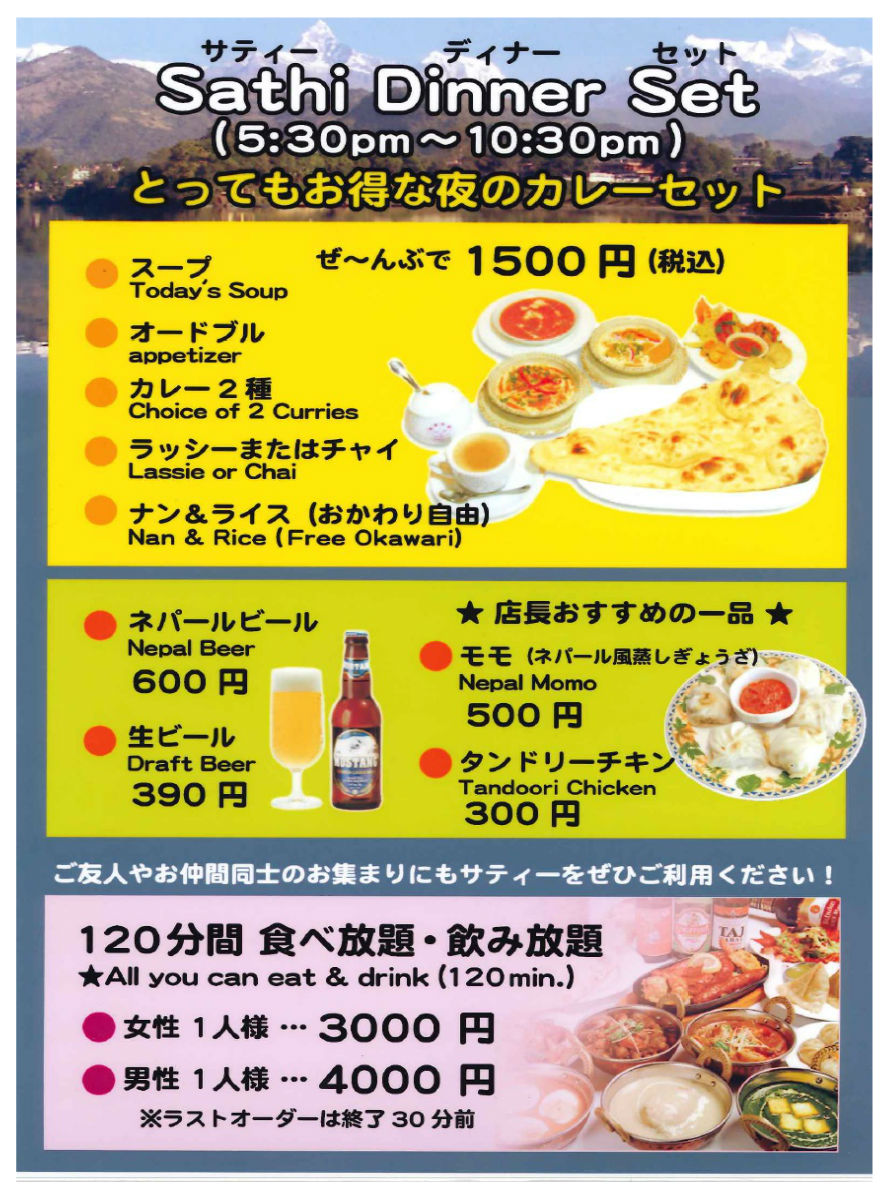 サティー ディナー セット
Sathi Dinner Set
(5:30pm～10:30pm)
とってもお得な夜のカレーセット
ぜ～んぶで 1500 円 (税込)
スープ
Today's Soup
オードブル
appetizer
カレー 2 種
Choice of 2 Curries
ラッシーまたはチャイ
Lassie or Chai
ナン＆ライス (おかわり自由)
Nan & Rice (Free Okawari)
ネパールビール
Nepal Beer
600 円
生ビール
Draft Beer
390 円
MUSTANG
★ 店長おすすめの一品 ★
モモ (ネパール風蒸しぎょうざ)
Nepal Momo
500 円
タンドリーチキン
Tandoori Chicken
300 円
ご友人やお仲間同士のお集まりにもサティーをぜひご利用ください！
120分間 食べ放題・飲み放題
★All you can eat & drink (120min.)
女性 1人様 … 3000 円
男性 1人様 … 4000 円
※ラストオーダーは終了 30 分前
TAJ